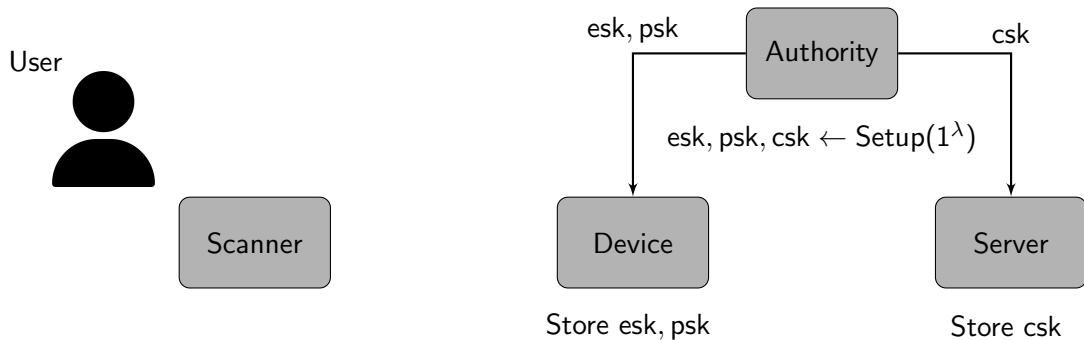 esk, psk
Authority
csk
User
esk, psk, csk ← Setup(1^λ)
Scanner
Device
Server
Store esk, psk
Store csk